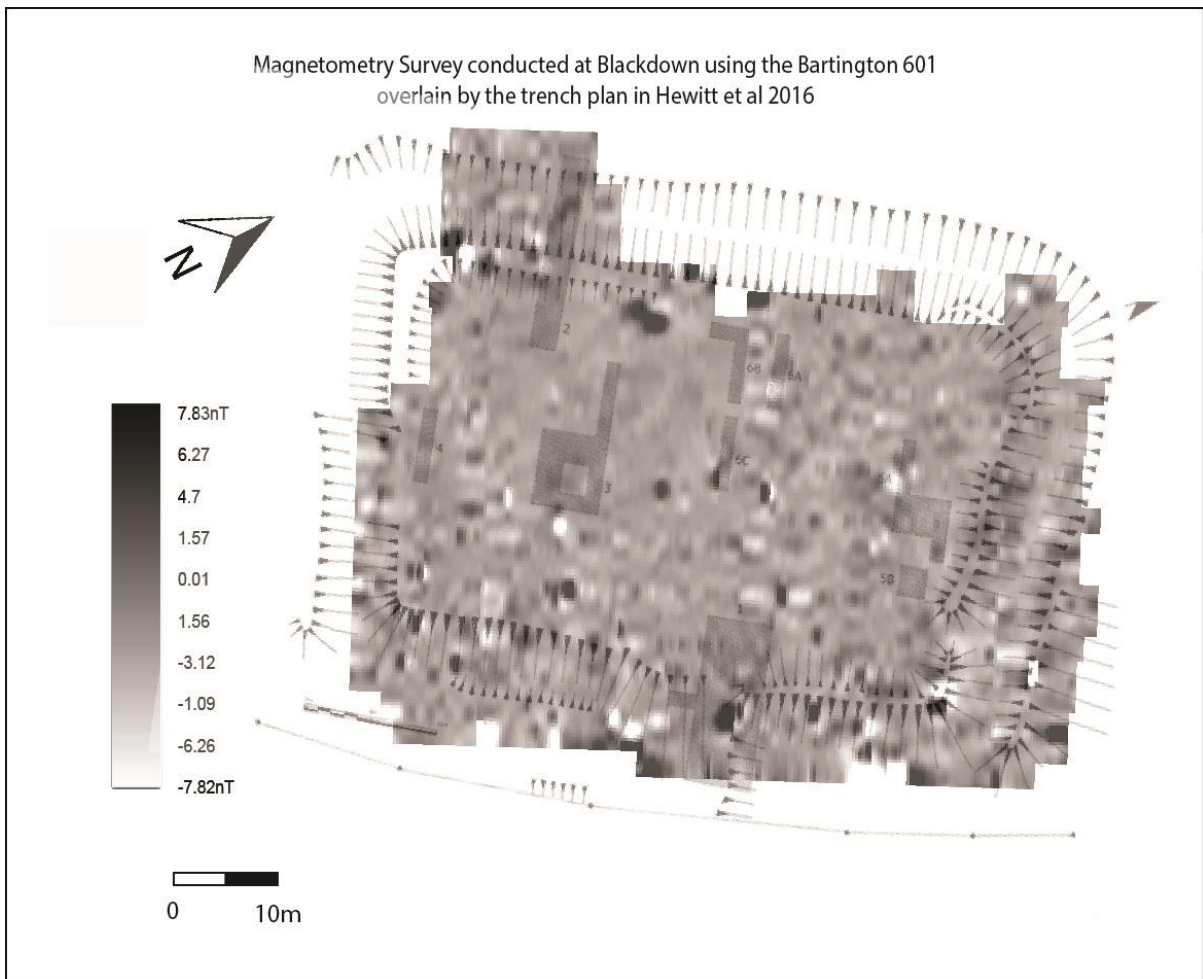 Magnetometry Survey conducted at Blackdown using the Bartington 601
overlain by the trench plan in Hewitt et al 2016
N
2
6B
6A
4
3
6C
5B
1
7.83nT
6.27
4.7
1.57
0.01
1.56
-3.12
-1.09
-6.26
-7.82nT
0 10m